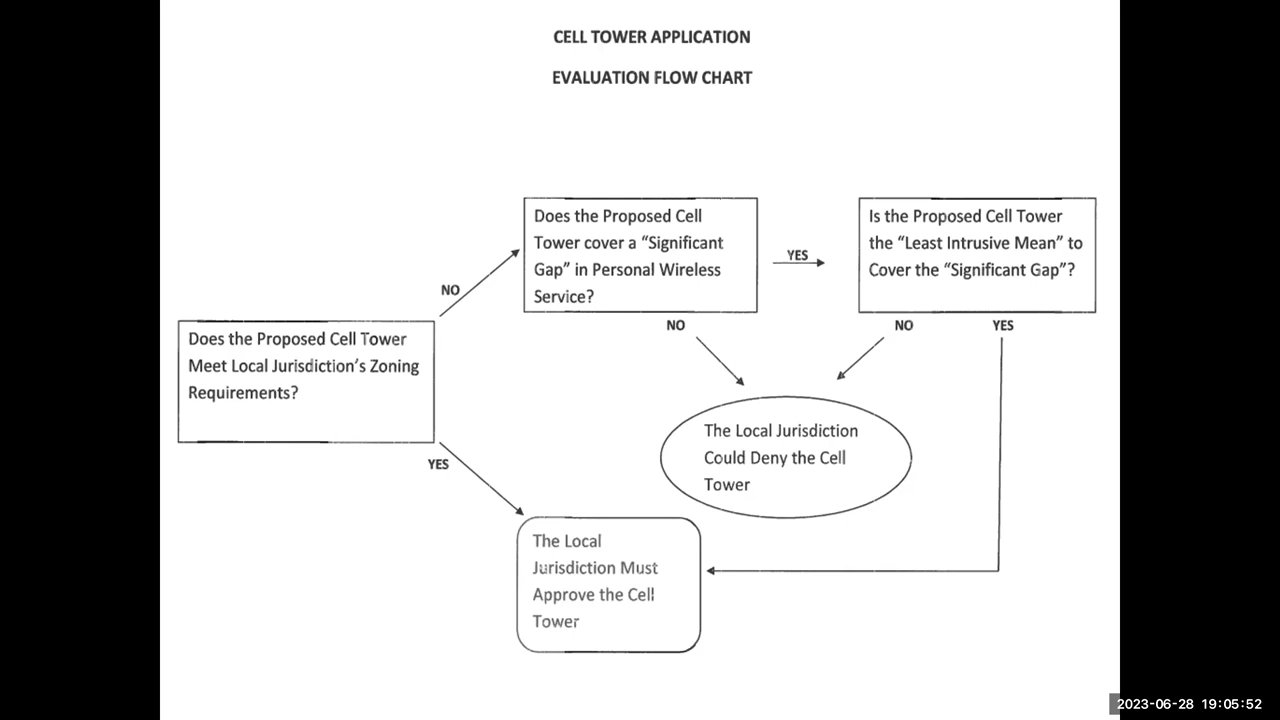 CELL TOWER APPLICATION
EVALUATION FLOW CHART
Does the Proposed Cell
Tower cover a “Significant
Gap” in Personal Wireless
Service?
YES
Is the Proposed Cell Tower
the “Least Intrusive Mean” to
Cover the “Significant Gap”?
NO
Does the Proposed Cell Tower
Meet Local Jurisdiction’s Zoning
Requirements?
NO
NO
YES
The Local Jurisdiction
Could Deny the Cell
Tower
YES
The Local
Jurisdiction Must
Approve the Cell
Tower
2023-06-28 19:05:52